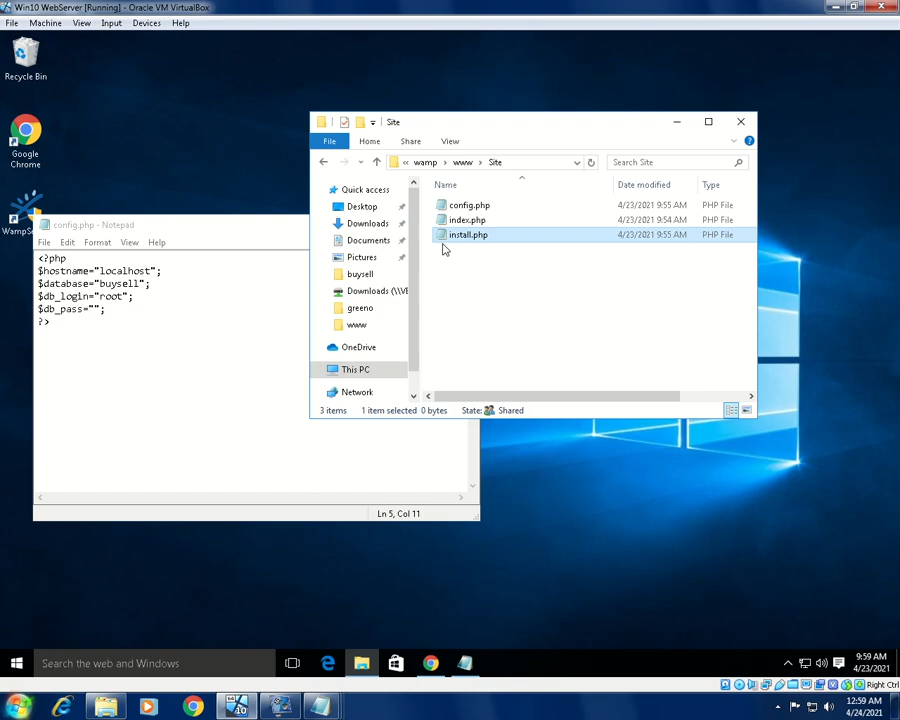 Win10 WebServer [Running] - Oracle VM VirtualBox
File Machine View Input Devices Help
Recycle Bin
Google
Chrome
WampSe
config.php - Notepad
File Edit Format View Help
<?php
$hostname="localhost";
$database="buysell";
$db_login="root";
$db_pass="";
?>
Ln 5, Col 11
Site
File Home Share View
« wamp › www › Site
Search Site
Quick access
Desktop
Downloads
Documents
Pictures
buysell
Downloads (\\VB
greeno
www
OneDrive
This PC
Network
Name Date modified Type
config.php 4/23/2021 9:55 AM PHP File
index.php 4/23/2021 9:54 AM PHP File
install.php 4/23/2021 9:55 AM PHP File
3 items 1 item selected 0 bytes State: Shared
Search the web and Windows
9:59 AM
4/23/2021
Right Ctrl
10
12:59 AM
4/24/2021